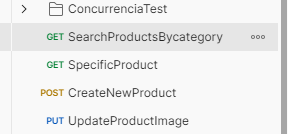 ConcurrenciaTest
GET SearchProductsBycategory
GET SpecificProduct
POST CreateNewProduct
PUT UpdateProductImage